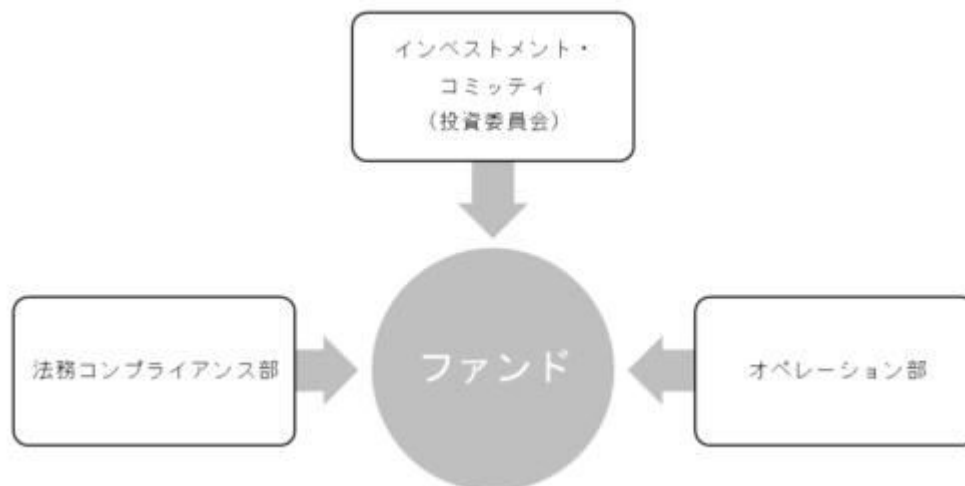 インベストメント・
コミッティ
（投資委員会）
法務コンプライアンス部
ファンド
オペレーション部